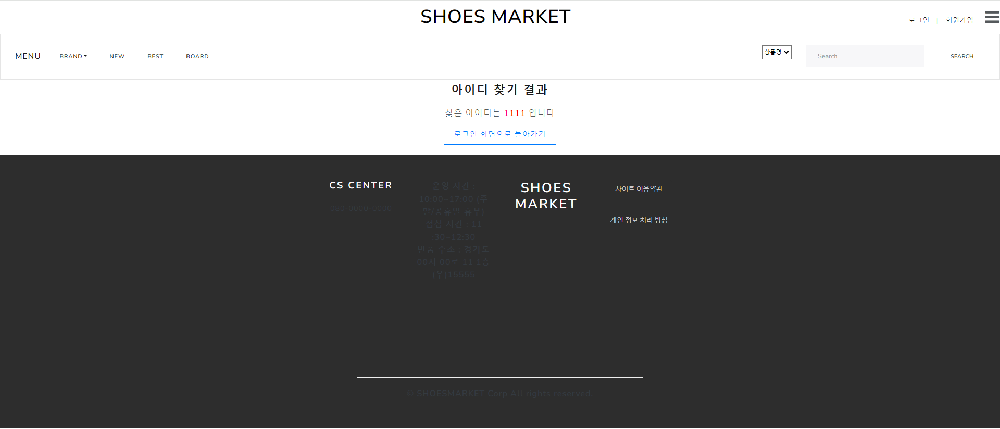 SHOES MARKET
로그인 | 회원가입
MENU BRAND NEW BEST BOARD 상품명 Search SEARCH
아이디 찾기 결과
찾은 아이디는 1111 입니다
로그인 화면으로 돌아가기
CS CENTER
080-0000-0000
운영 시간 :
10:00~17:00 (주
말/공휴일 휴무)
점심 시간 : 11
:30~12:30
반품 주소 : 경기도
00시 00로 11 1층
(우)15555
SHOES
MARKET
사이트 이용약관
개인 정보 처리 방침
© SHOESMARKET Corp All rights reserved.